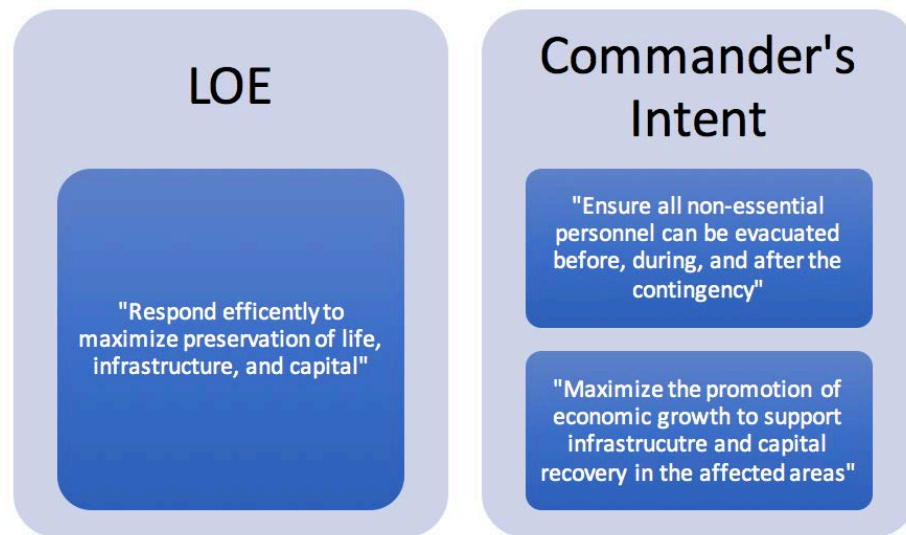 LOE
"Respond efficently to
maximize preservation of life,
infrastructure, and capital"
Commander's
Intent
"Ensure all non-essential
personnel can be evacuated
before, during, and after the
contingency"
"Maximize the promotion of
economic growth to support
infrastrucutre and capital
recovery in the affected areas"